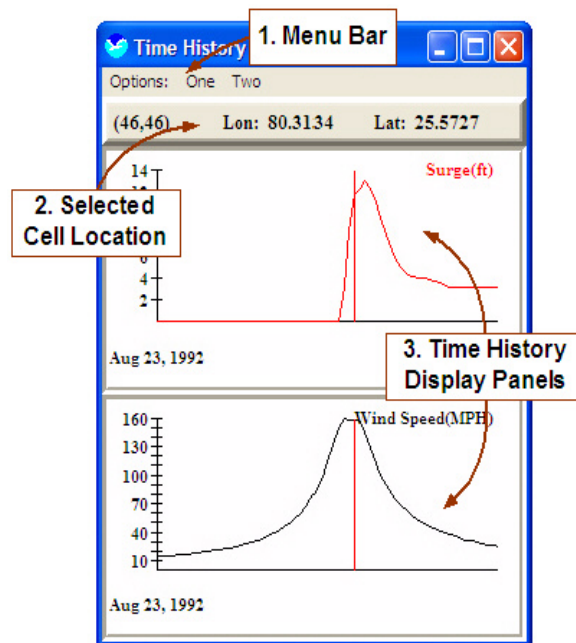 Time History
1. Menu Bar
Options: One Two
(46,46) Lon: 80.3134 Lat: 25.5727
Surge(ft)
14
2. Selected
Cell Location
4
2
3. Time History
Display Panels
Aug 23, 1992
Wind Speed(MPH)
160
130
100
70
40
10
Aug 23, 1992